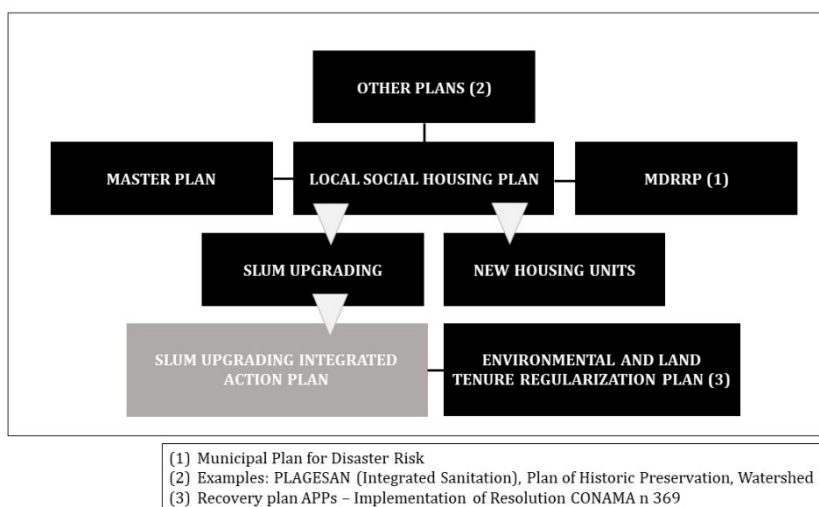 OTHER PLANS (2)
MASTER PLAN
LOCAL SOCIAL HOUSING PLAN
MDRRP (1)
SLUM UPGRADING
NEW HOUSING UNITS
SLUM UPGRADING INTEGRATED
ACTION PLAN
ENVIRONMENTAL AND LAND
TENURE REGULARIZATION PLAN (3)
(1) Municipal Plan for Disaster Risk
(2) Examples: PLAGESAN (Integrated Sanitation), Plan of Historic Preservation, Watershed
(3) Recovery plan APPs – Implementation of Resolution CONAMA n 369